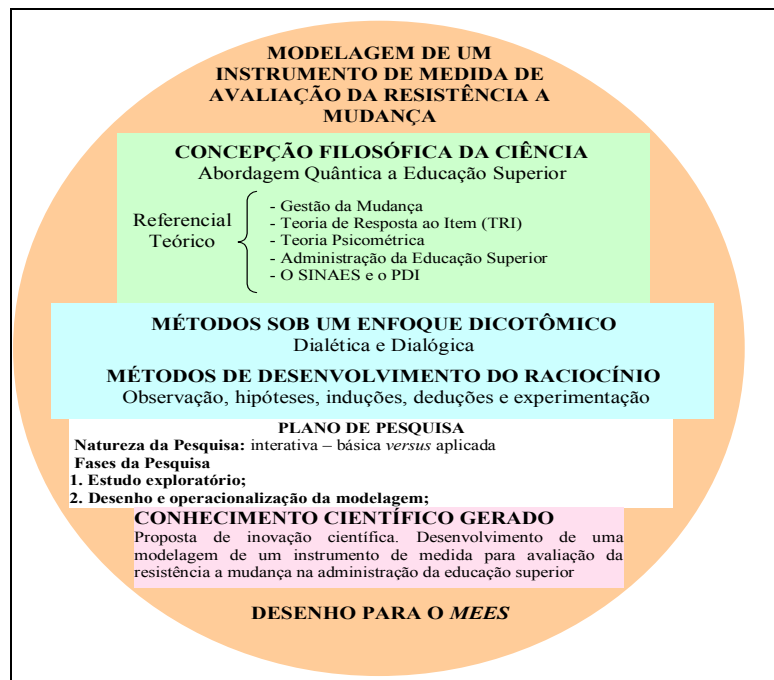 MODELAGEM DE UM
INSTRUMENTO DE MEDIDA DE
AVALIAÇÃO DA RESISTÊNCIA A
MUDANÇA
CONCEPÇÃO FILOSÓFICA DA CIÊNCIA
Abordagem Quântica a Educação Superior
Referencial
Teórico
- Gestão da Mudança
- Teoria de Resposta ao Item (TRI)
- Teoria Psicométrica
- Administração da Educação Superior
- O SINAES e o PDI
MÉTODOS SOB UM ENFOQUE DICOTÔMICO
Dialética e Dialógica
MÉTODOS DE DESENVOLVIMENTO DO RACIOCÍNIO
Observação, hipóteses, induções, deduções e experimentação
PLANO DE PESQUISA
Natureza da Pesquisa: interativa – básica versus aplicada
Fases da Pesquisa
1. Estudo exploratório;
2. Desenho e operacionalização da modelagem;
CONHECIMENTO CIENTÍFICO GERADO
Proposta de inovação científica. Desenvolvimento de uma
modelagem de um instrumento de medida para avaliação da
resistência a mudança na administração da educação superior
DESENHO PARA O MEES